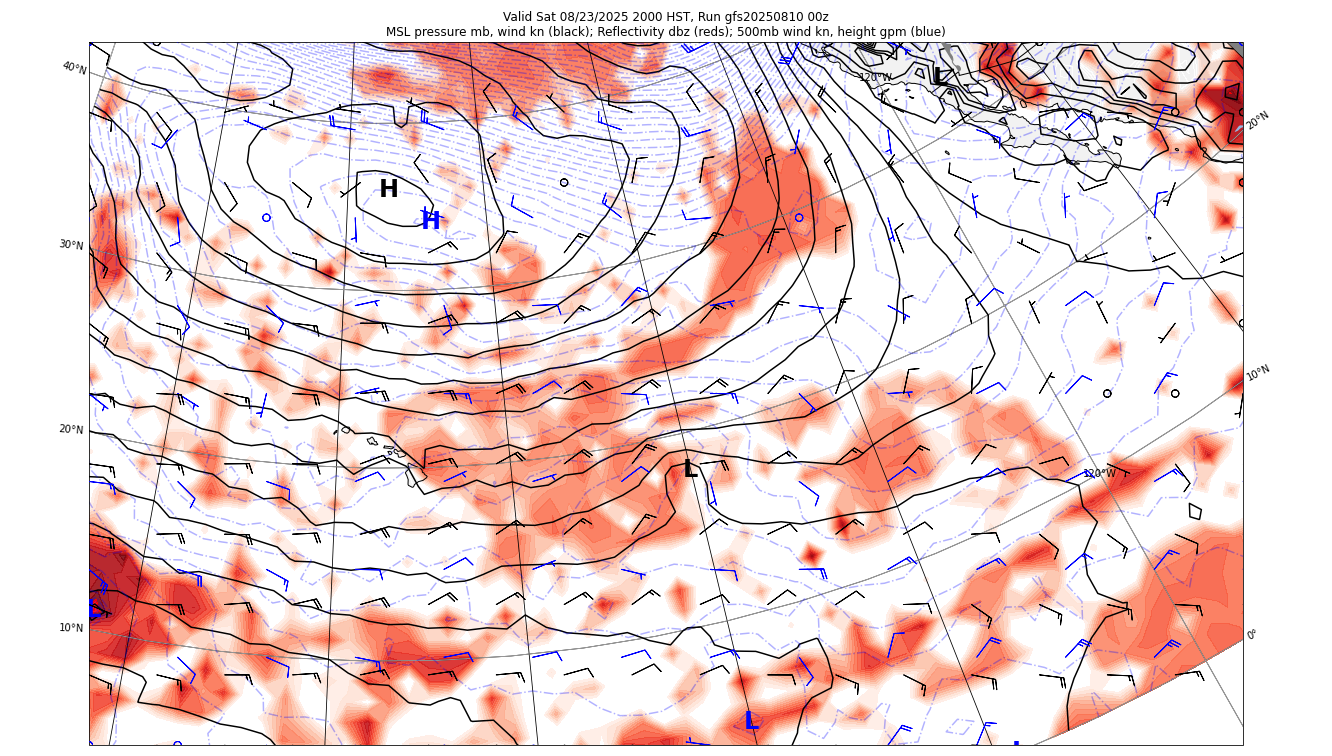 Valid Sat 08/23/2025 2000 HST, Run gfs20250810 00z
MSL pressure mb, wind kn (black); Reflectivity dbz (reds); 500mb wind kn, height gpm (blue)
40°N
120°W
L
20°N
H
H
30°N
10°N
20°N
L
120°W
L
10°N
0°
L